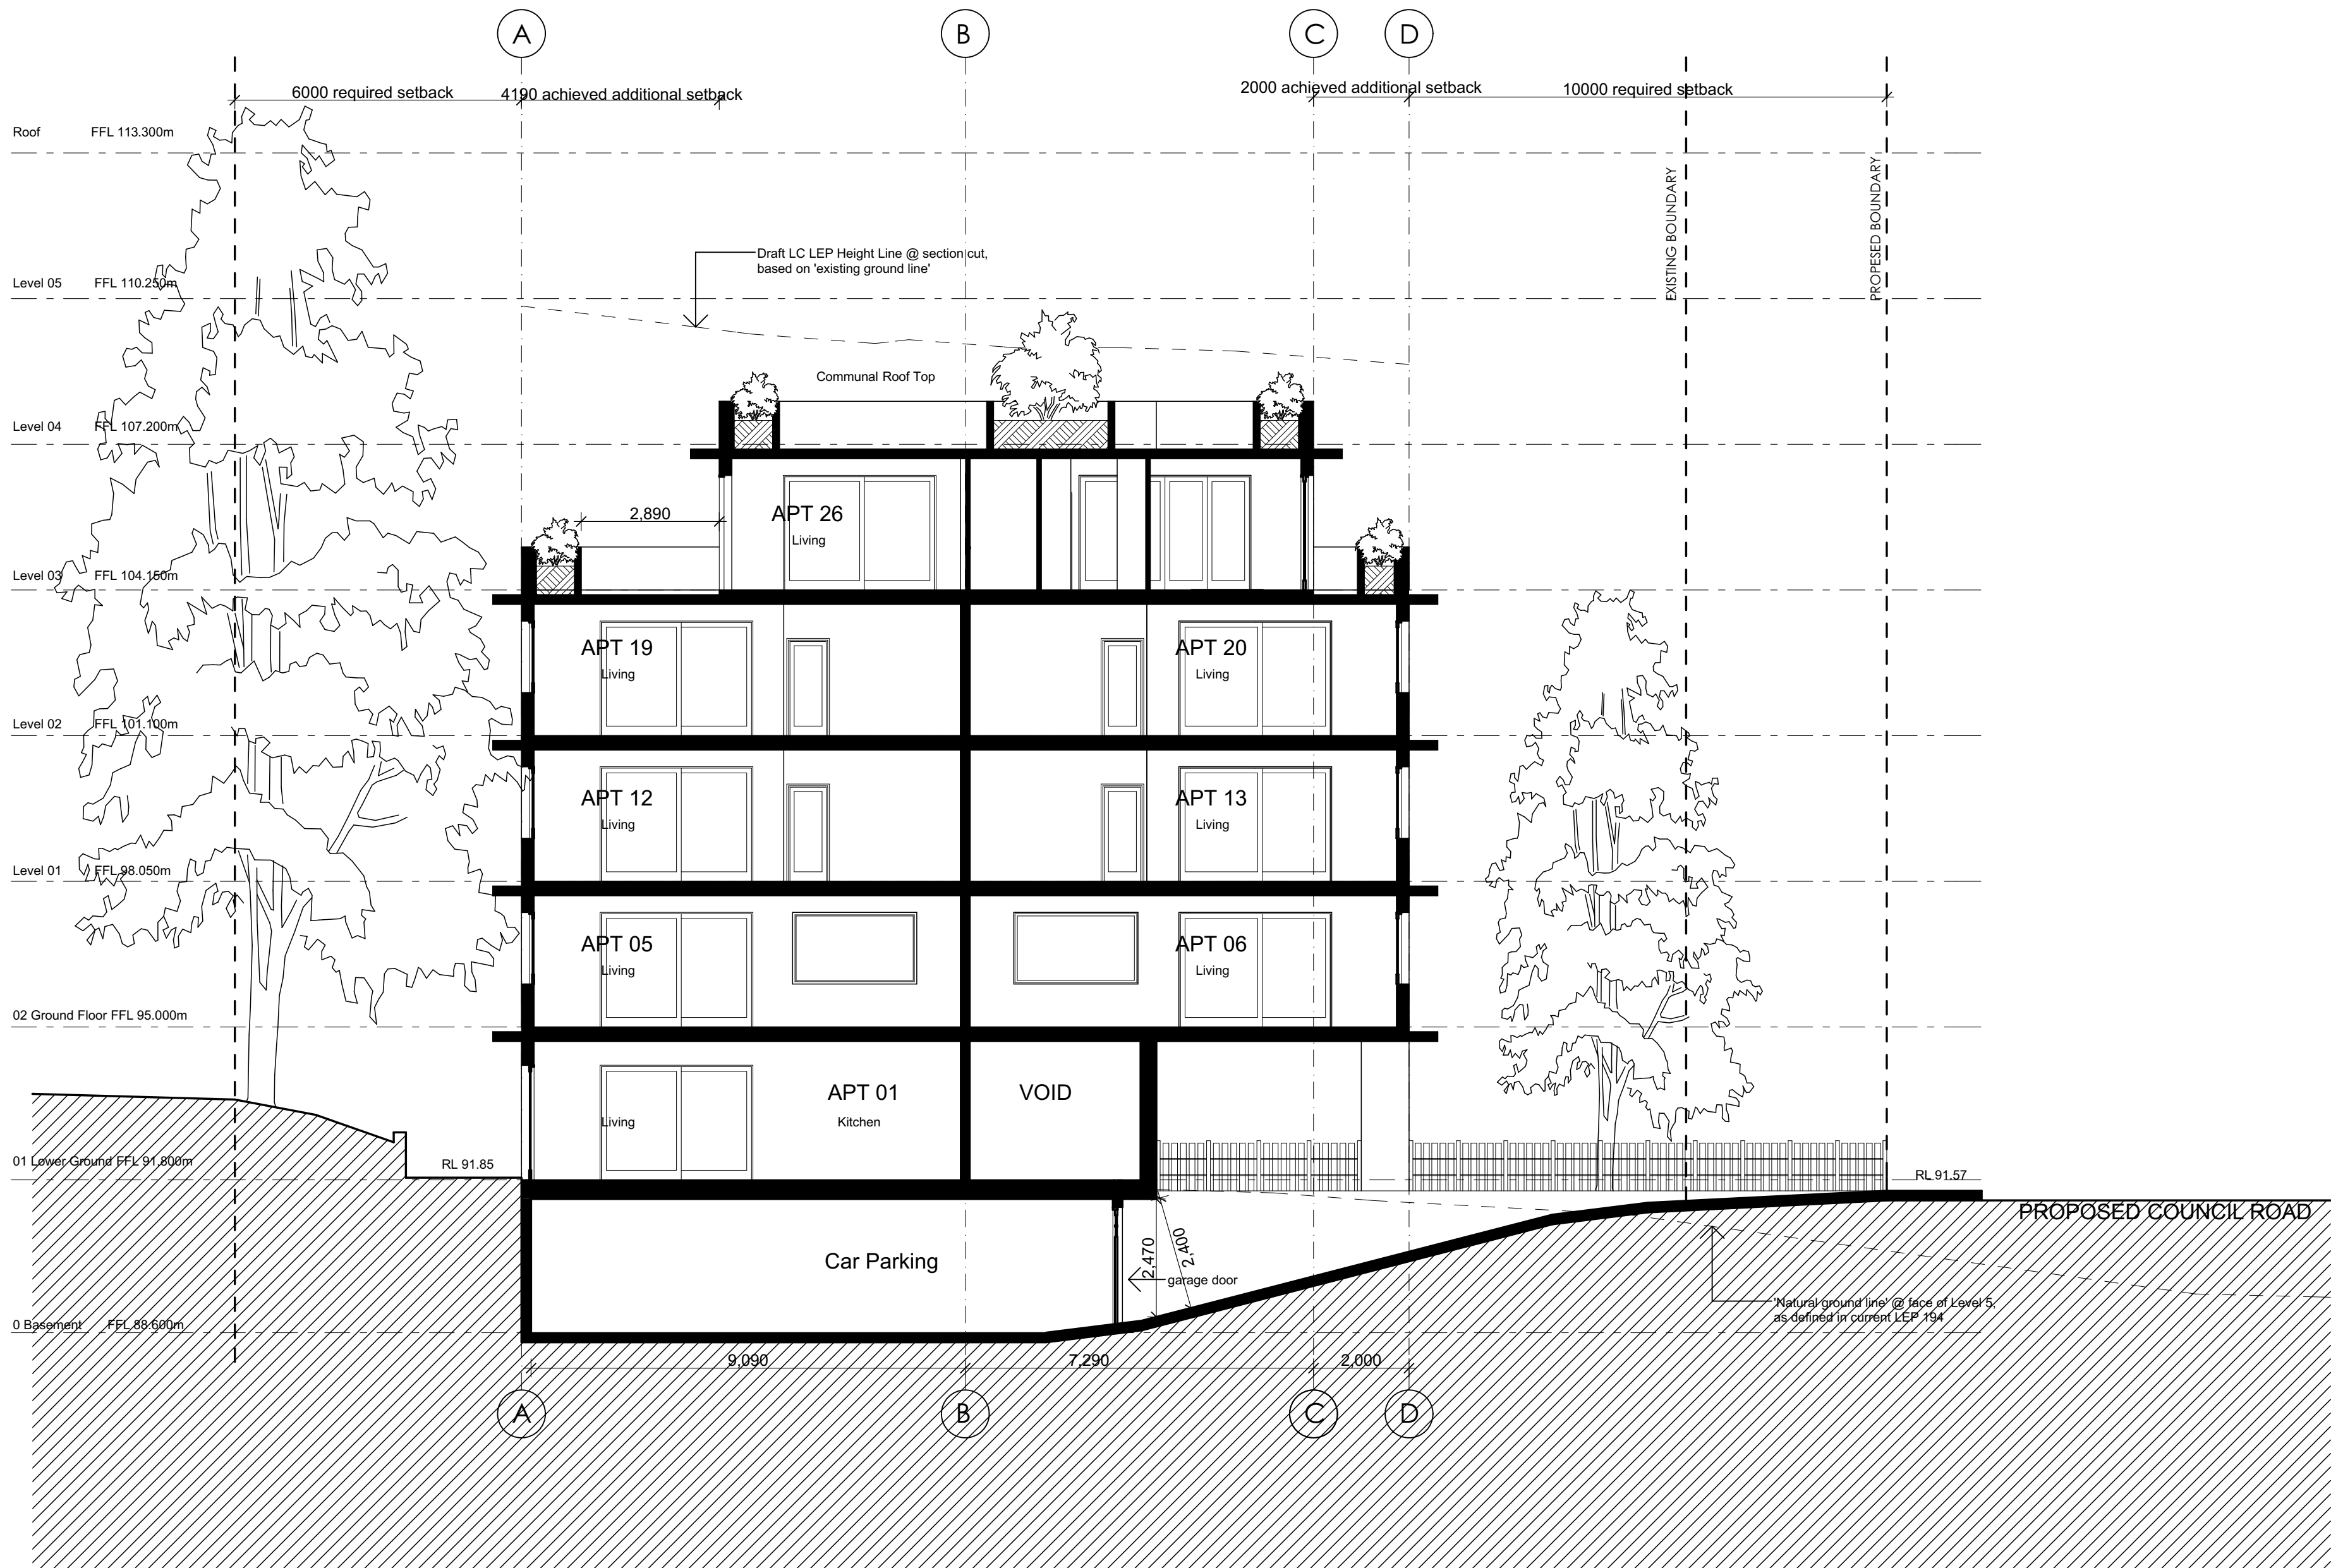 A B C D
6000 required setback
4190 achieved additional setback
2000 achieved additional setback
10000 required setback
Roof FFL 113.300m
EXISTING BOUNDARY
PROPESED BOUNDARY
Draft LC LEP Height Line @ section cut,
based on 'existing ground line'
Level 05 FFL 110.250m
Communal Roof Top
Level 04 FFL 107.200m
2,890
APT 26
Living
Level 03 FFL 104.150m
APT 19
Living
APT 20
Living
Level 02 FFL 101.100m
APT 12
Living
APT 13
Living
Level 01 FFL 98.050m
APT 05
Living
APT 06
Living
02 Ground Floor FFL 95.000m
APT 01
Living
Kitchen
VOID
01 Lower Ground FFL 91.800m
RL 91.85
RL 91.57
PROPOSED COUNCIL ROAD
Car Parking
2,470
2,400
garage door
'Natural ground line' @ face of Level 5,
as defined in current LEP 194
0 Basement FFL 88.600m
9,090
7,290
2,000
A B C D